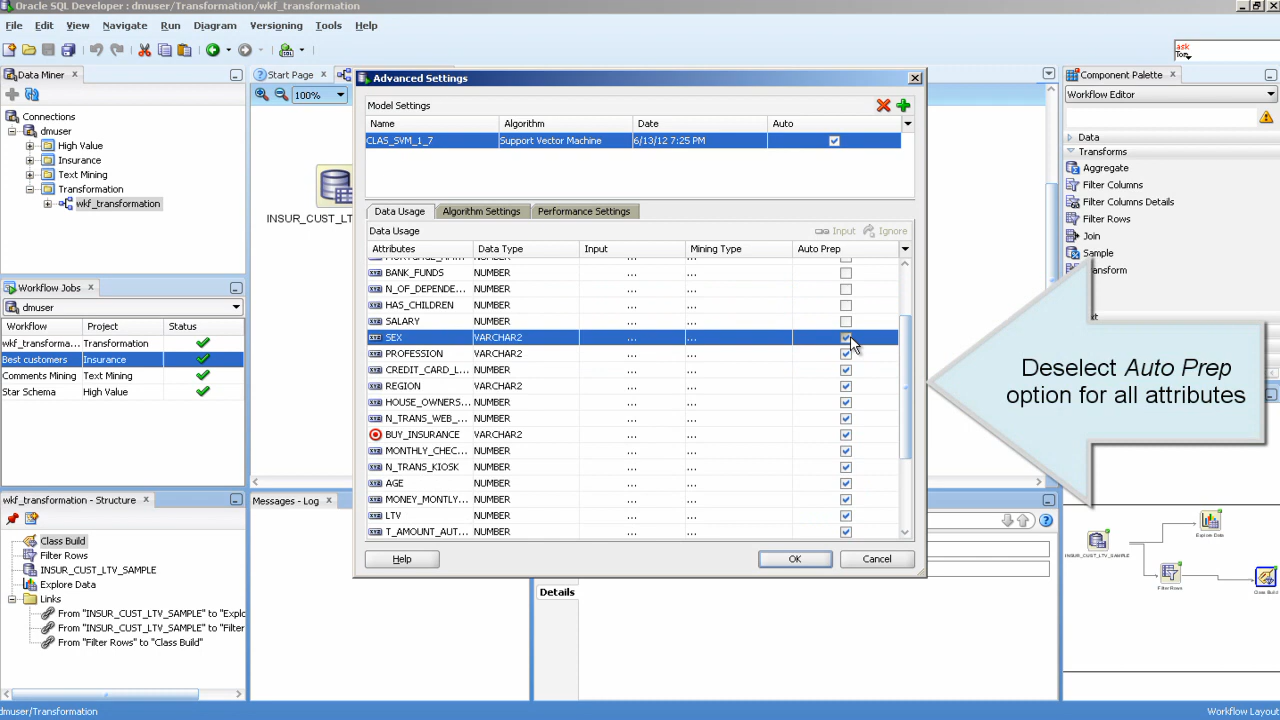 Oracle SQL Developer : dmuser/Transformation/wkf_transformation
File Edit View Navigate Run Diagram Versioning Tools Help
ask
Tom
Data Miner
Connections
dmuser
High Value
Insurance
Text Mining
Transformation
wkf_transformation
Workflow Jobs
dmuser
Workflow Project Status
wkf_transforma... Transformation
Best customers Insurance
Comments Mining Text Mining
Star Schema High Value
wkf_transformation - Structure
Class Build
Filter Rows
INSUR_CUST_LTV_SAMPLE
Explore Data
Links
From "INSUR_CUST_LTV_SAMPLE" to "Explo
From "INSUR_CUST_LTV_SAMPLE" to "Filter
From "Filter Rows" to "Class Build"
Start Page
100%
INSUR_CUST_LT
Messages - Log
Advanced Settings
Model Settings
Name Algorithm Date Auto
CLAS_SVM_1_7 Support Vector Machine 6/13/12 7:25 PM
Data Usage Algorithm Settings Performance Settings
Data Usage Input Ignore
Attributes Data Type Input Mining Type Auto Prep
BANK_FUNDS NUMBER ... ...
N_OF_DEPENDE... NUMBER ... ...
HAS_CHILDREN NUMBER ... ...
SALARY NUMBER ... ...
SEX VARCHAR2 ... ...
PROFESSION VARCHAR2 ... ...
CREDIT_CARD_L... NUMBER ... ...
REGION VARCHAR2 ... ...
HOUSE_OWNERS... NUMBER ... ...
N_TRANS_WEB_... NUMBER ... ...
BUY_INSURANCE VARCHAR2 ... ...
MONTHLY_CHEC... NUMBER ... ...
N_TRANS_KIOSK NUMBER ... ...
AGE NUMBER ... ...
MONEY_MONTLY... NUMBER ... ...
LTV NUMBER ... ...
T_AMOUNT_AUT... NUMBER ... ...
Help OK Cancel
Details
Component Palette
Workflow Editor
Data
Transforms
Aggregate
Filter Columns
Filter Columns Details
Filter Rows
Join
Sample
Deselect Auto Prep
option for all attributes
Explore Data
INSUR_CUST_LTV_SAMPLE
Filter Rows
Class Build
dmuser/Transformation
Workflow Layout